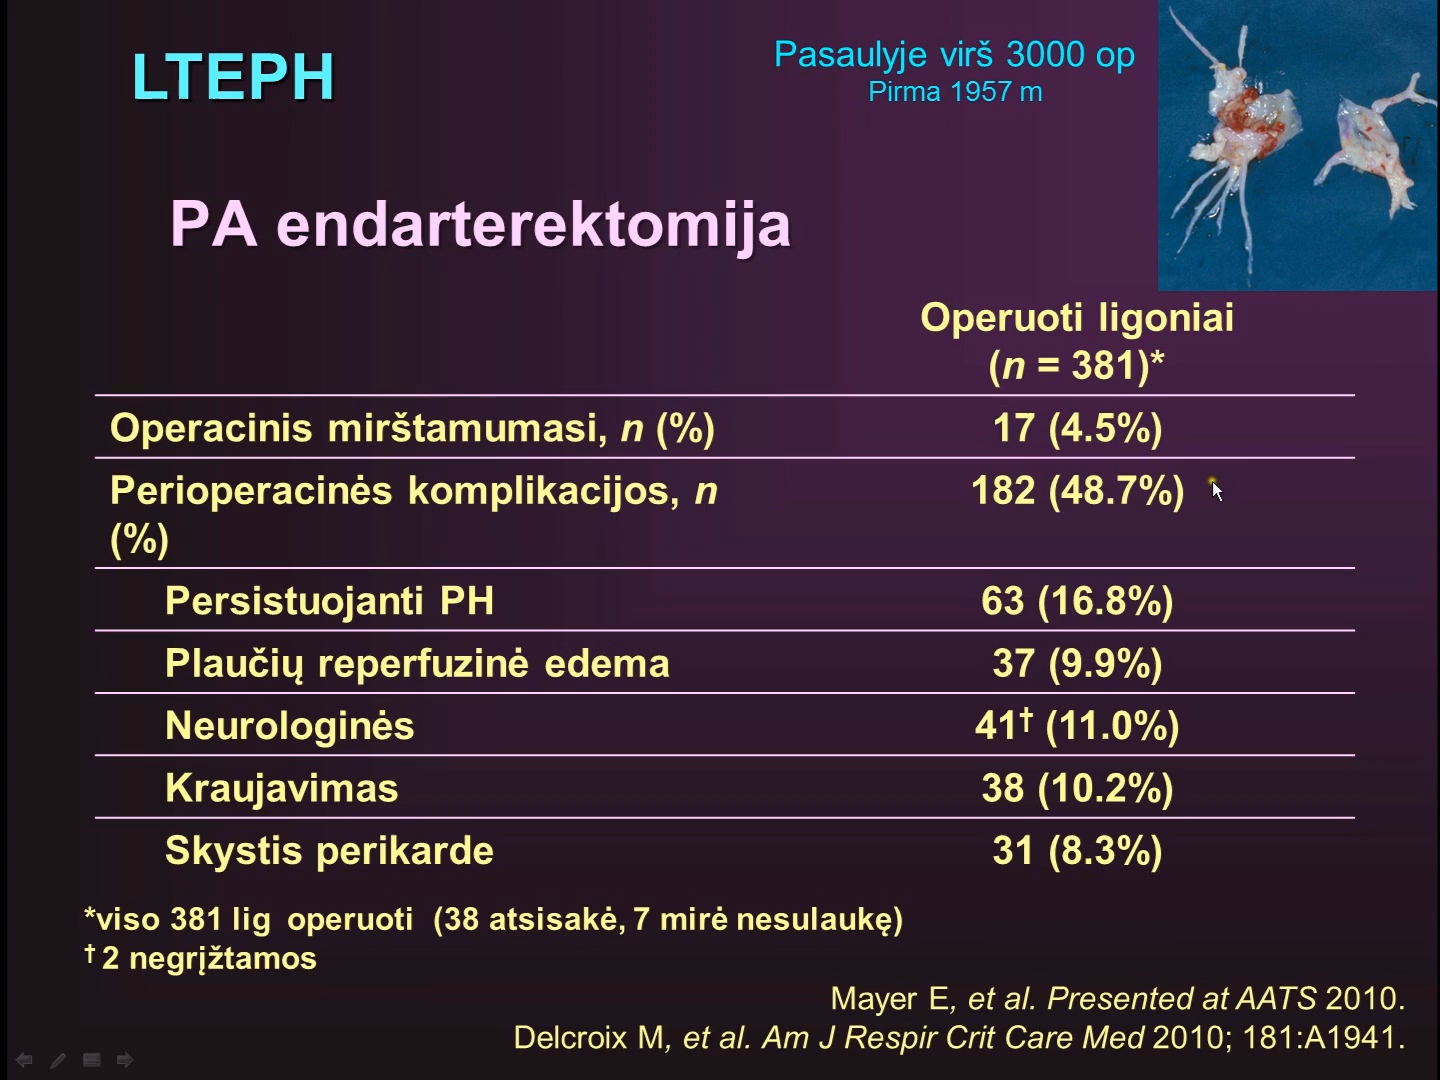 LTEPH
Pasaulyje virš 3000 op
Pirma 1957 m
PA endarterektomija
Operuoti ligoniai
(n = 381)*
Operacinis mirštamumasi, n (%) 17 (4.5%)
Perioperacinės komplikacijos, n 182 (48.7%)
(%)
Persistuojanti PH 63 (16.8%)
Plaučių reperfuzinė edema 37 (9.9%)
Neurologinės 41† (11.0%)
Kraujavimas 38 (10.2%)
Skystis perikarde 31 (8.3%)
*viso 381 lig operuoti (38 atsisakė, 7 mirė nesulaukę)
† 2 negrįžtamos
Mayer E, et al. Presented at AATS 2010.
Delcroix M, et al. Am J Respir Crit Care Med 2010; 181:A1941.